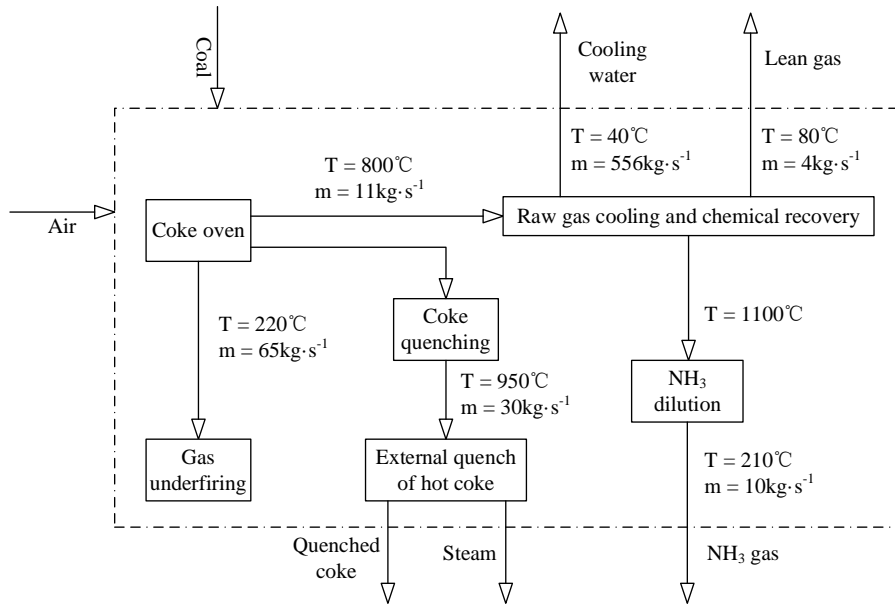 Coal
Cooling
water
Lean gas
T = 40℃
m = 556kg·s⁻¹
T = 80℃
m = 4kg·s⁻¹
T = 800℃
m = 11kg·s⁻¹
Air
Coke oven
Raw gas cooling and chemical recovery
T = 220℃
m = 65kg·s⁻¹
Coke
quenching
T = 1100℃
T = 950℃
m = 30kg·s⁻¹
NH₃
dilution
Gas
underfiring
External quench
of hot coke
T = 210℃
m = 10kg·s⁻¹
Quenched
coke
Steam
NH₃ gas